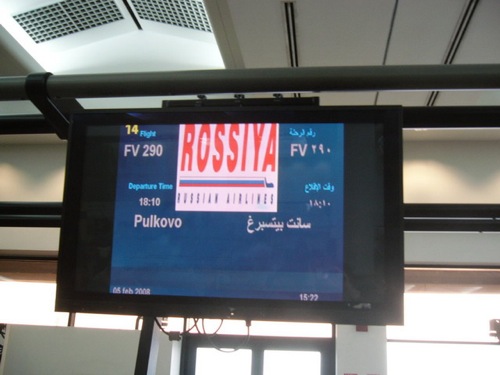 14 Flight رقم الرحلة
FV 290 ROSSIYA FV ٢٩٠
RUSSIAN AIRLINES
Departure Time وقت الإقلاع
18:10 ١٨:١٠
Pulkovo سانت بيتسبرغ
05 feb 2008 15:22